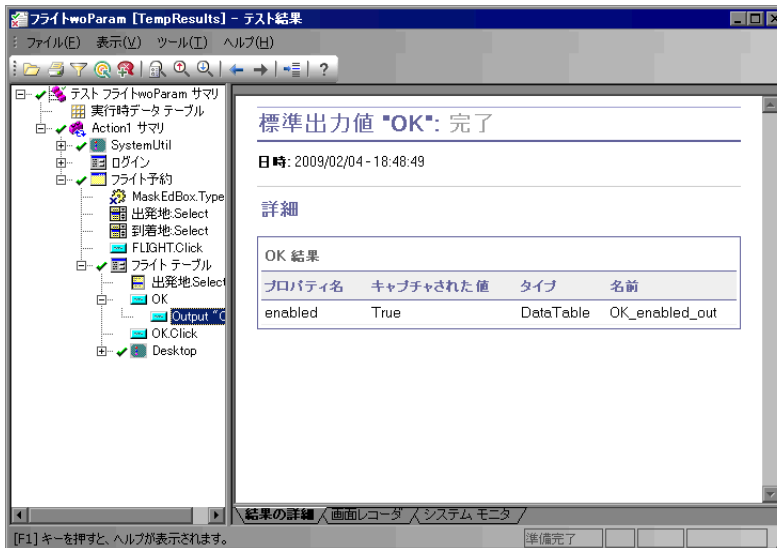 フライトwoParam [TempResults] - テスト結果
ファイル(F) 表示(V) ツール(T) ヘルプ(H)
?
テスト フライトwoParam サマリ
実行時データ テーブル
Action1 サマリ
SystemUtil
ログイン
フライト予約
MaskEdBox.Type
出発地.Select
到着地.Select
FLIGHT.Click
フライト テーブル
出発地.Select
OK
Output "O
OK.Click
Desktop
標準出力値 "OK": 完了
日時: 2009/02/04 - 18:48:49
詳細
OK 結果
プロパティ名 キャプチャされた値 タイプ 名前
enabled True DataTable OK_enabled_out
結果の詳細 画面レコーダ システム モニタ
[F1] キーを押すと、ヘルプが表示されます。 準備完了